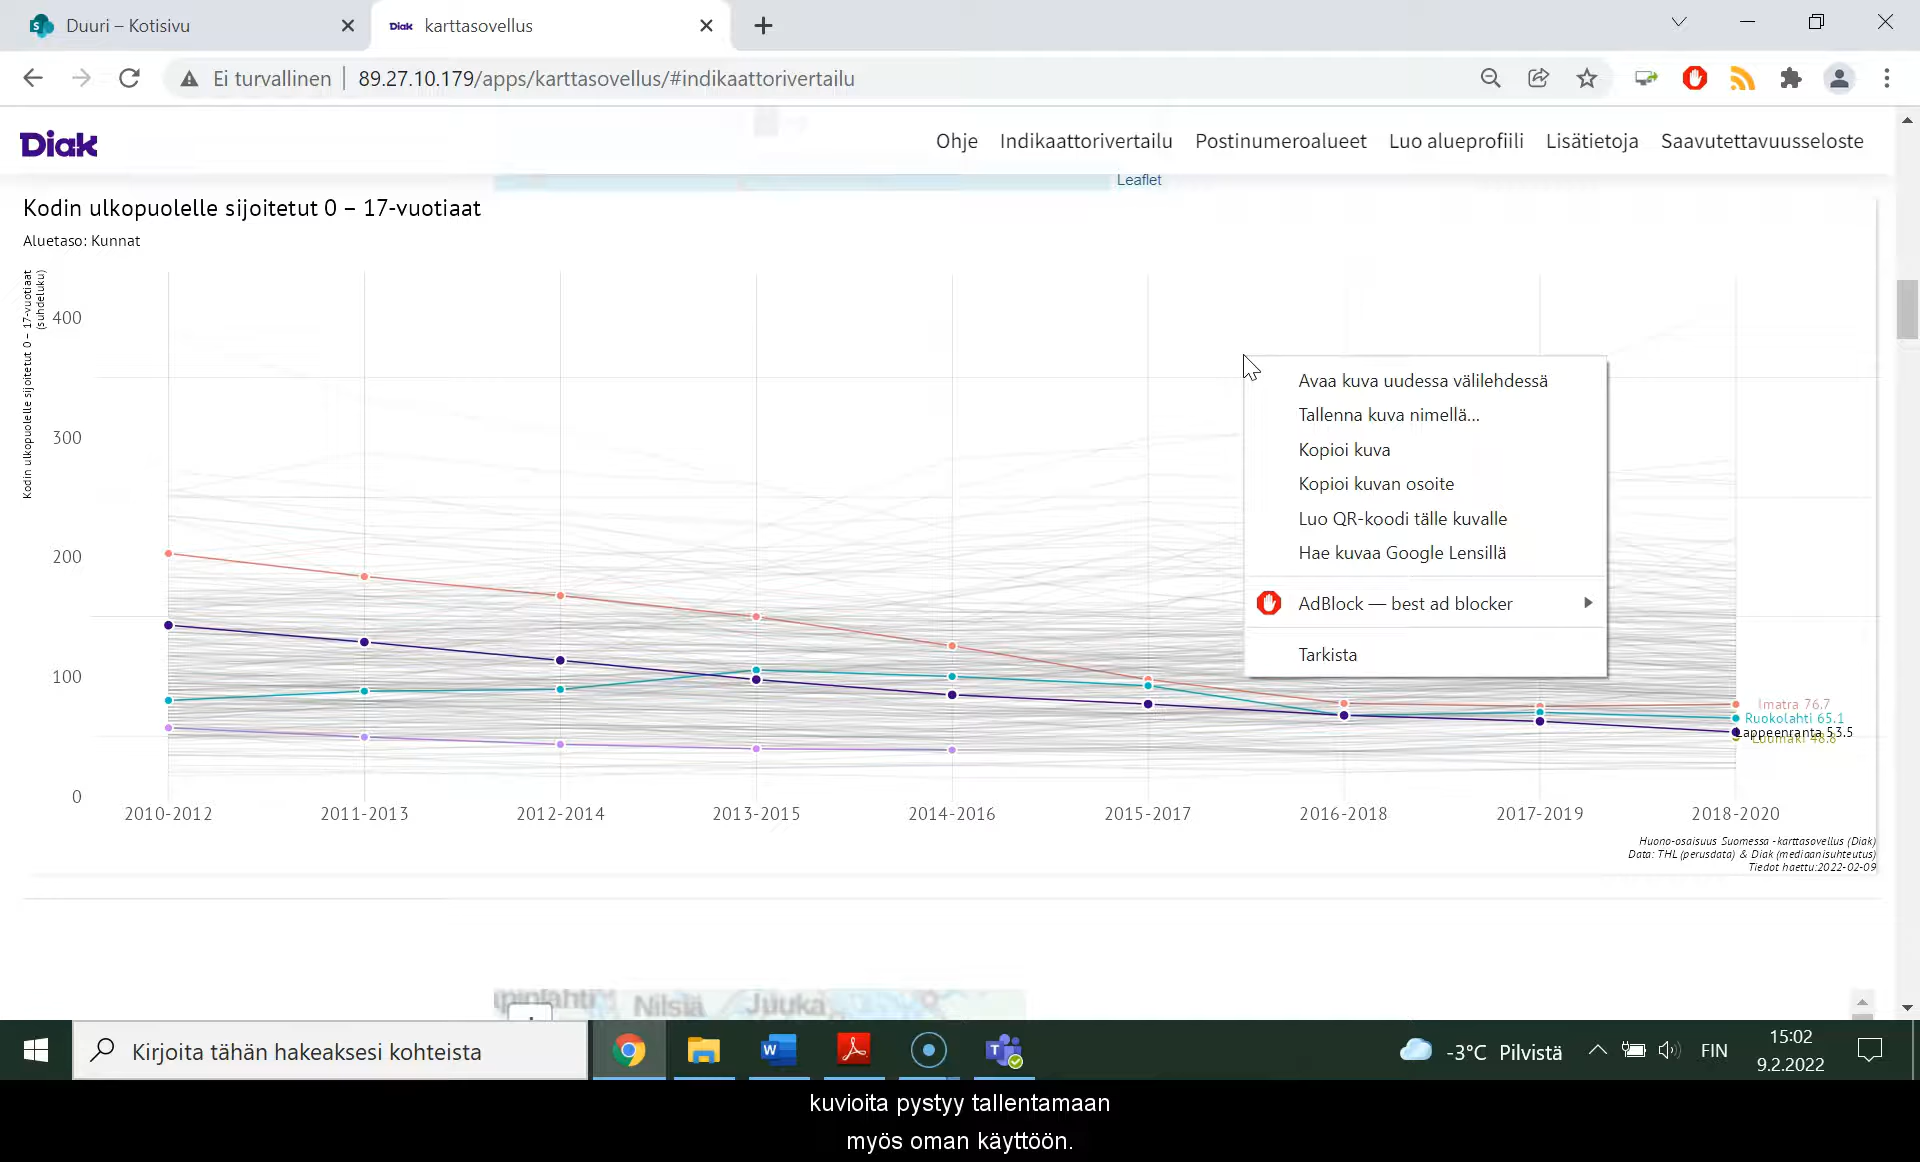 Duuri – Kotisivu
Diak karttasovellus
Ei turvallinen 89.27.10.179/apps/karttasovellus/#indikaattorivertailu
Diak
Ohje Indikaattorivertailu Postinumeroalueet Luo alueprofiili Lisätietoja Saavutettavuusseloste
Leaflet
Kodin ulkopuolelle sijoitetut 0 – 17-vuotiaat
Aluetaso: Kunnat
Kodin ulkopuolelle sijoitetut 0 – 17-vuotiaat
(suhdeluku)
400
300
200
100
0
Avaa kuva uudessa välilehdessä
Tallenna kuva nimellä...
Kopioi kuva
Kopioi kuvan osoite
Luo QR-koodi tälle kuvalle
Hae kuvaa Google Lensillä
AdBlock — best ad blocker
Tarkista
Imatra 76.7
Ruokolahti 65.1
Lappeenranta 53.5
Luumäki 48.8
2010-2012 2011-2013 2012-2014 2013-2015 2014-2016 2015-2017 2016-2018 2017-2019 2018-2020
Huono-osaisuus Suomessa -karttasovellus (Diak)
Data: THL (perusdata) & Diak (mediaanisuhteutus)
Tiedot haettu:2022-02-09
pinlahti Nilsiä Juuka
Kirjoita tähän hakeaksesi kohteista
-3°C Pilvistä
FIN
15:02
9.2.2022
kuvioita pystyy tallentamaan
myös oman käyttöön.